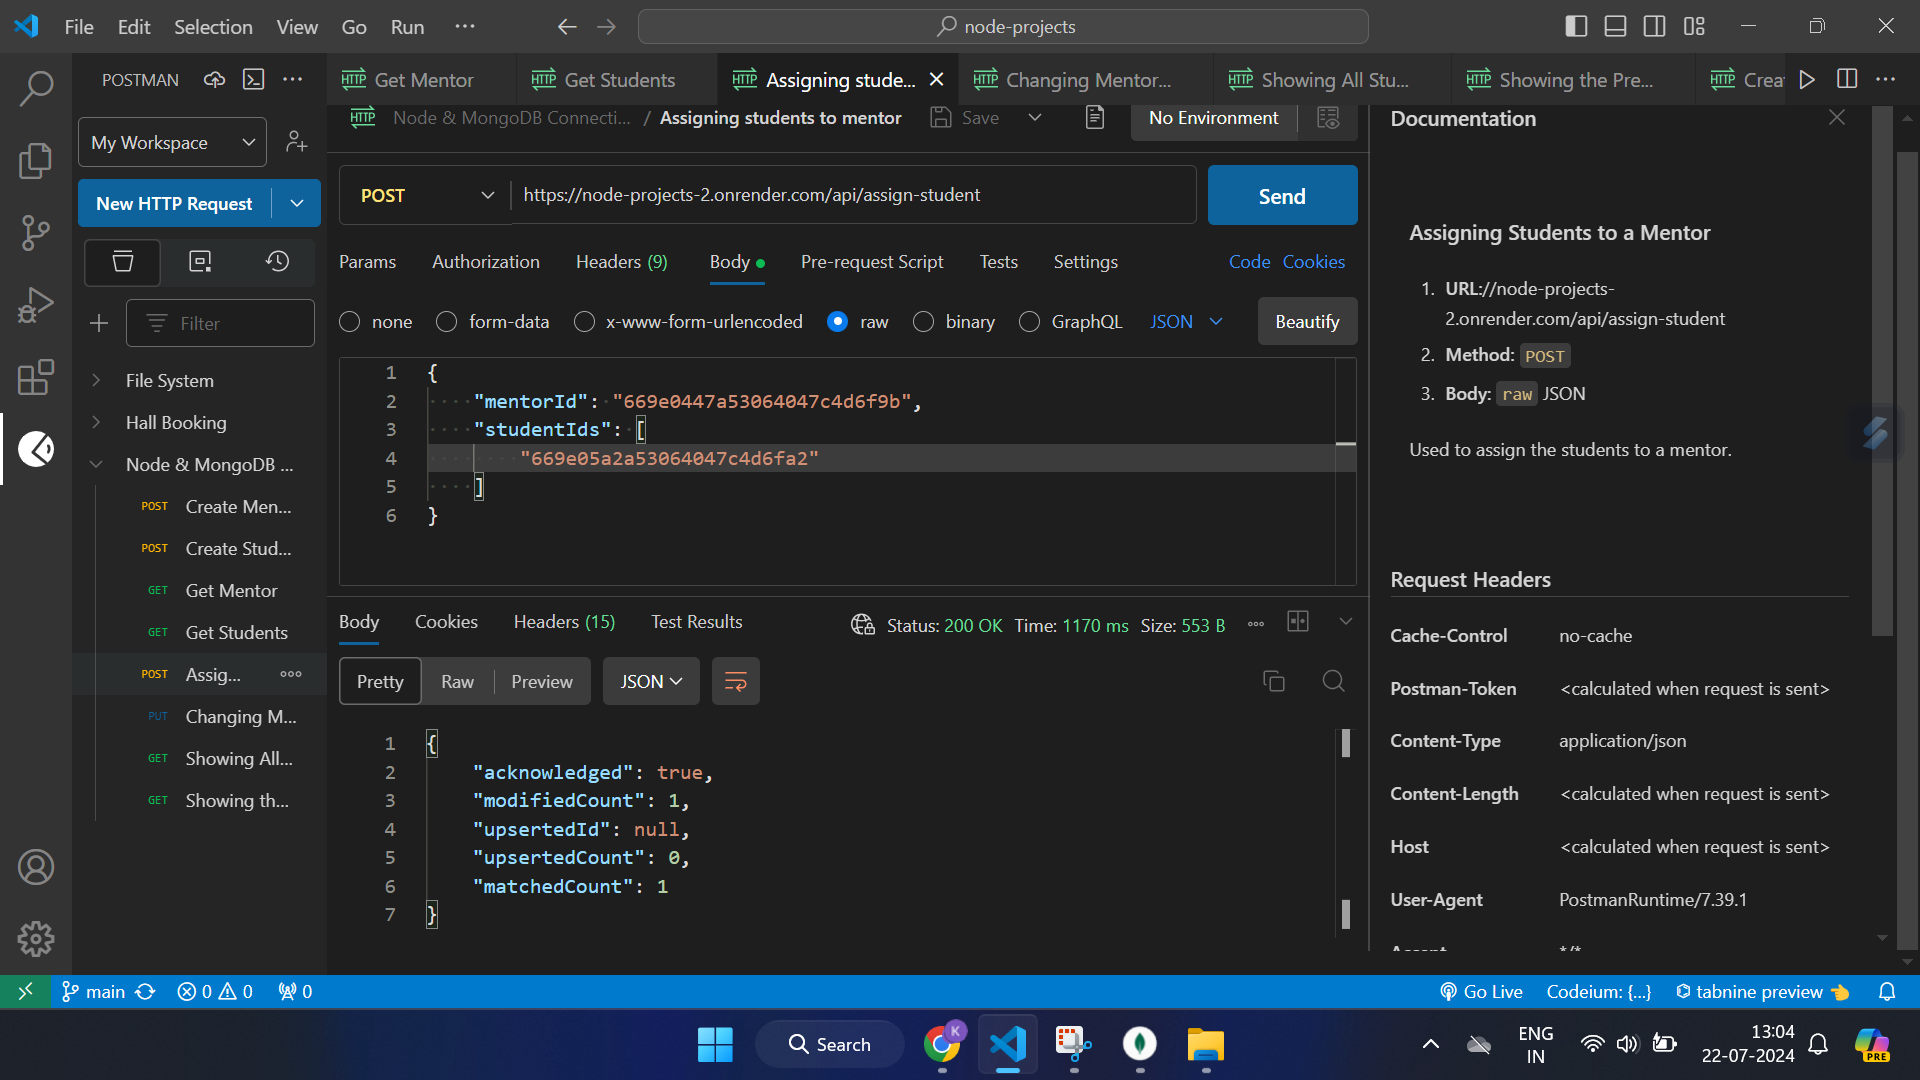 File Edit Selection View Go Run ···
node-projects
POSTMAN
HTTP Get Mentor
HTTP Get Students
HTTP Assigning stude...
HTTP Changing Mentor...
HTTP Showing All Stu...
HTTP Showing the Pre...
HTTP Crea
My Workspace
New HTTP Request
Filter
File System
Hall Booking
Node & MongoDB ...
POST Create Men...
POST Create Stud...
GET Get Mentor
GET Get Students
POST Assig...
PUT Changing M...
GET Showing All...
GET Showing th...
HTTP Node & MongoDB Connecti... / Assigning students to mentor
Save
No Environment
POST https://node-projects-2.onrender.com/api/assign-student
Send
Params Authorization Headers (9) Body Pre-request Script Tests Settings
Code Cookies
none form-data x-www-form-urlencoded raw binary GraphQL JSON
Beautify
1 {
2 "mentorId": "669e0447a53064047c4d6f9b",
3 "studentIds": [
4 "669e05a2a53064047c4d6fa2"
5 ]
6 }
Body Cookies Headers (15) Test Results
Status: 200 OK Time: 1170 ms Size: 553 B
Pretty Raw Preview JSON
1 {
2 "acknowledged": true,
3 "modifiedCount": 1,
4 "upsertedId": null,
5 "upsertedCount": 0,
6 "matchedCount": 1
7 }
Documentation
Assigning Students to a Mentor
1. URL://node-projects-
2.onrender.com/api/assign-student
2. Method: POST
3. Body: raw JSON
Used to assign the students to a mentor.
Request Headers
Cache-Control no-cache
Postman-Token <calculated when request is sent>
Content-Type application/json
Content-Length <calculated when request is sent>
Host <calculated when request is sent>
User-Agent PostmanRuntime/7.39.1
Accept */*
main 0 0 0
Go Live Codeium: {...} tabnine preview
Search
K
ENG
IN
13:04
22-07-2024
PRE